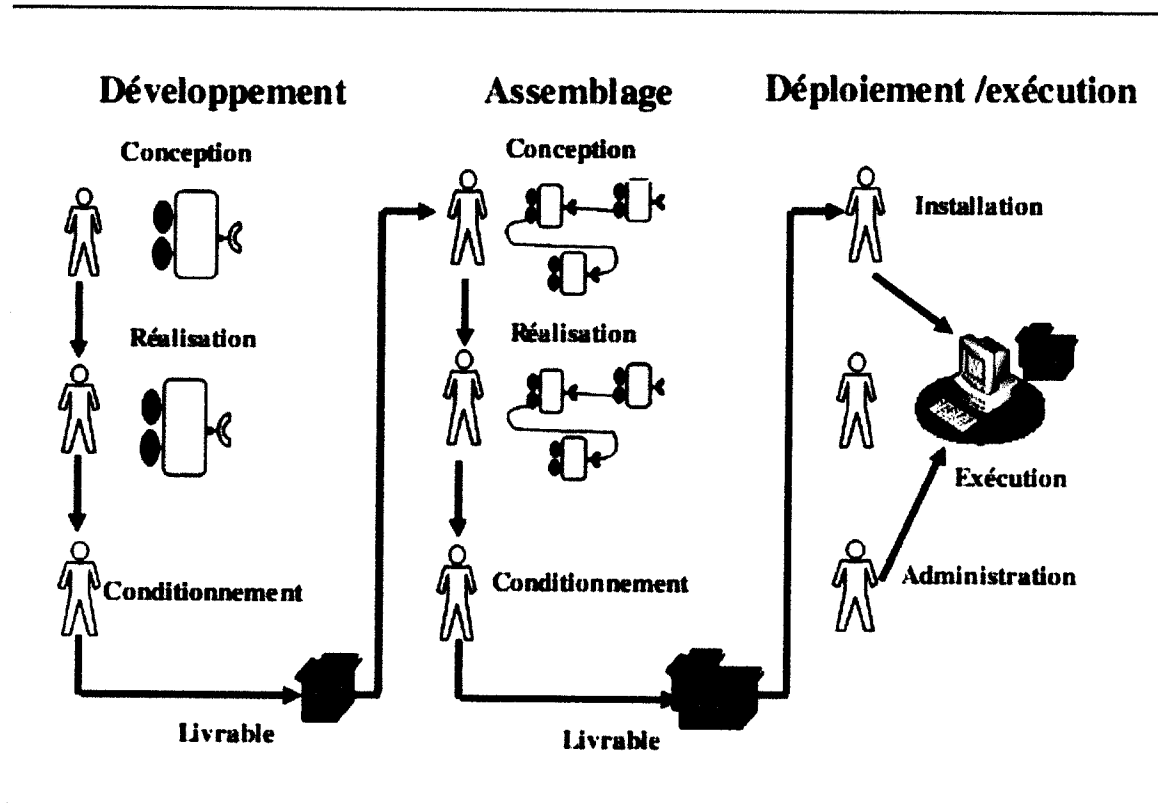 Développement
Conception
Réalisation
Conditionnement
Livrable
Assemblage
Conception
Réalisation
Conditionnement
Livrable
Déploiement /exécution
Installation
Exécution
Administration